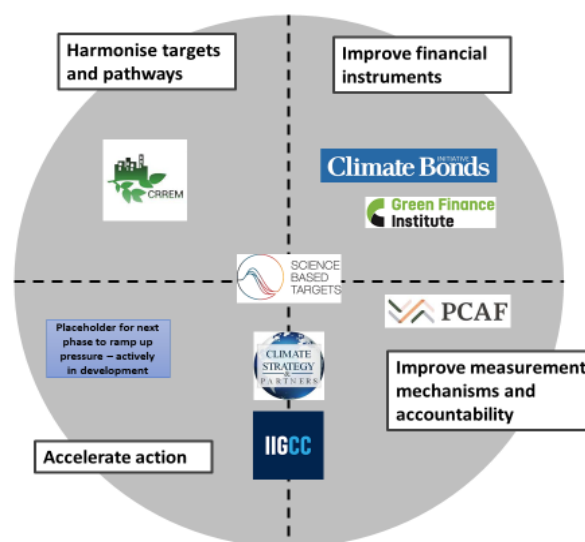 Harmonise targets
and pathways
Improve financial
instruments
CRREM
INITIATIVE
Climate Bonds
Green Finance
Institute
SCIENCE
BASED
TARGETS
Placeholder for next
phase to ramp up
pressure – actively
in development
PCAF
CLIMATE
STRATEGY
&
PARTNERS
Improve measurement
mechanisms and
accountability
Accelerate action
IIGCC